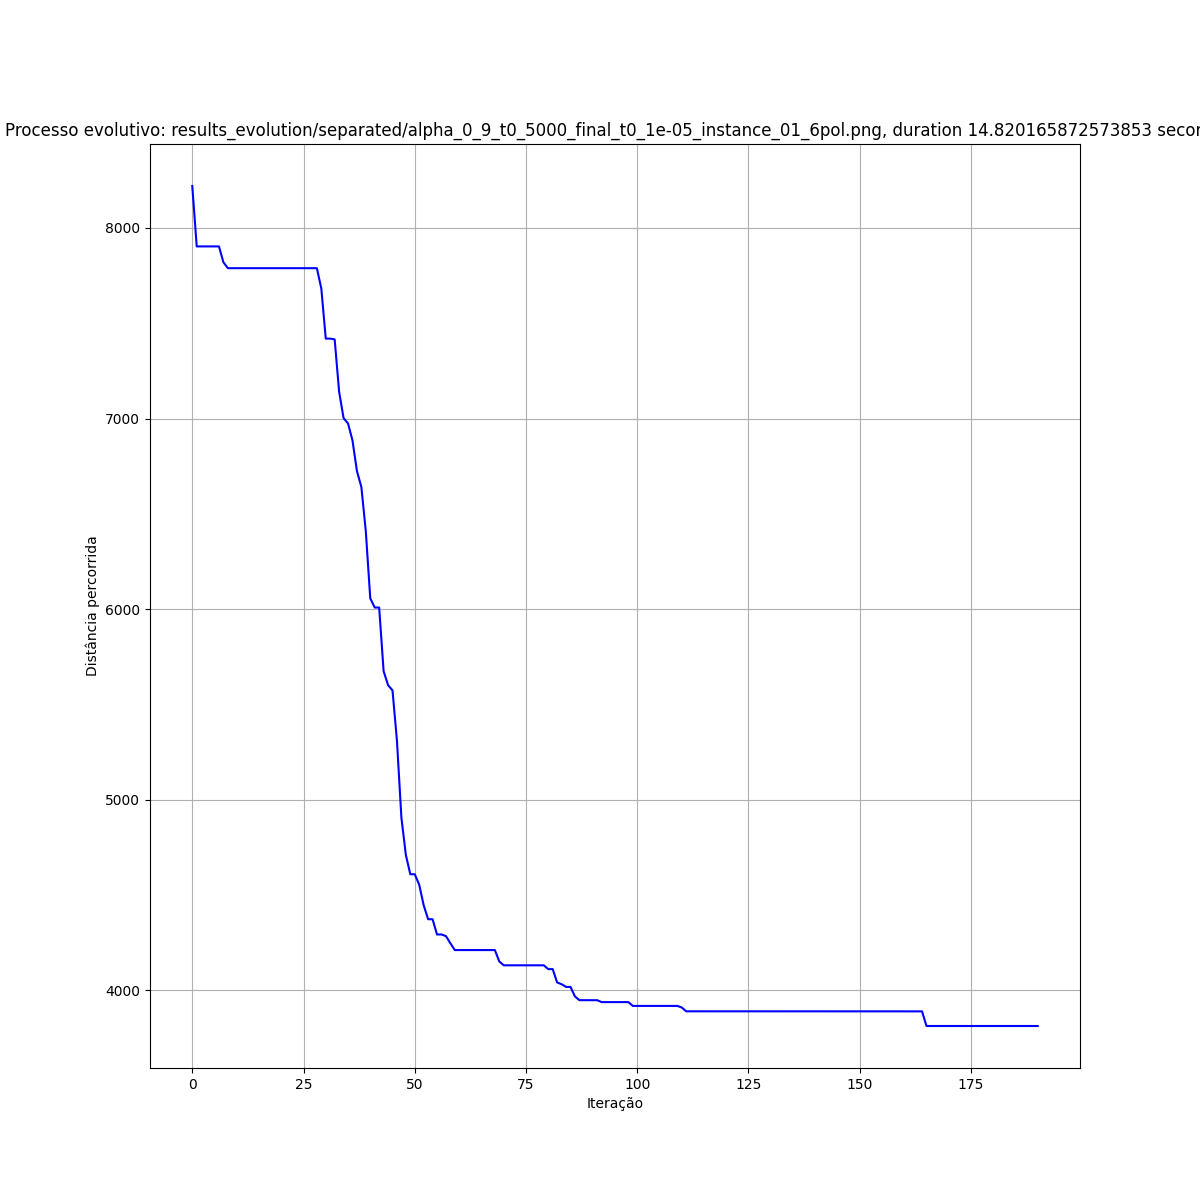 Processo evolutivo: results_evolution/separated/alpha_0_9_t0_5000_final_t0_1e-05_instance_01_6pol.png, duration 14.820165872573853 secon
8000
7000
6000
5000
4000
Distância percorrida
0 25 50 75 100 125 150 175
Iteração